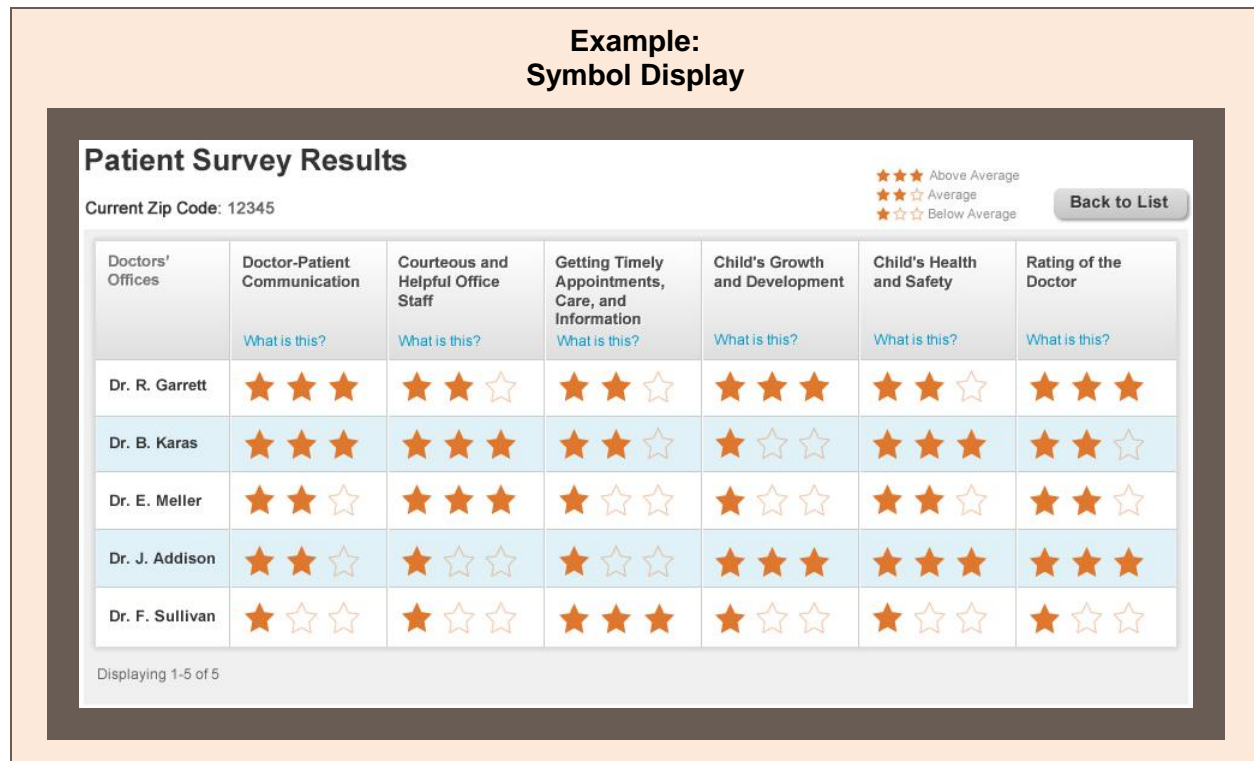 Example:
Symbol Display
Patient Survey Results
Current Zip Code: 12345
Above Average
Average
Below Average
Back to List
Doctors'
Offices
Doctor-Patient
Communication
What is this?
Courteous and
Helpful Office
Staff
What is this?
Getting Timely
Appointments,
Care, and
Information
What is this?
Child's Growth
and Development
What is this?
Child's Health
and Safety
What is this?
Rating of the
Doctor
What is this?
Dr. R. Garrett
Dr. B. Karas
Dr. E. Meller
Dr. J. Addison
Dr. F. Sullivan
Displaying 1-5 of 5